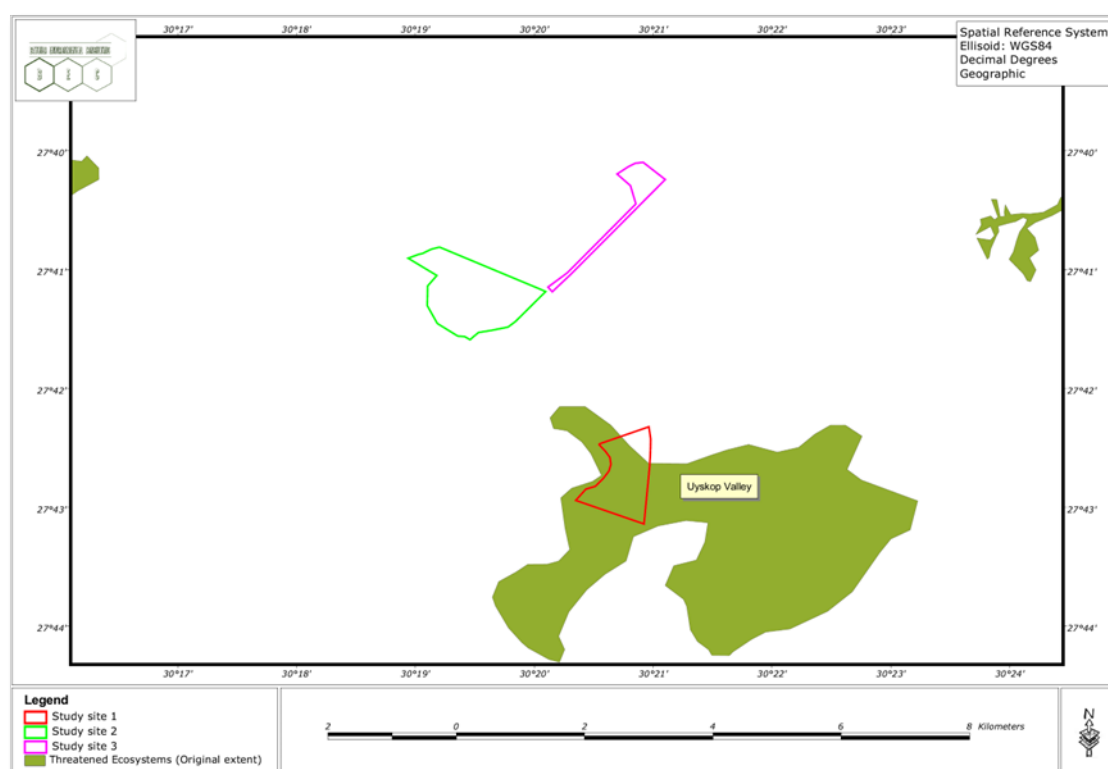 30°17' 30°18' 30°19' 30°20' 30°21' 30°22' 30°23' 30°24'
Spatial Reference System
Ellisoid: WGS84
Decimal Degrees
Geographic
27°40' 27°40'
27°41' 27°41'
27°42' 27°42'
Uyskop Valley
27°43' 27°43'
27°44' 27°44'
30°17' 30°18' 30°19' 30°20' 30°21' 30°22' 30°23' 30°24'
Legend
Study site 1
Study site 2
Study site 3
Threatened Ecosystems (Original extent)
2 0 2 4 6 8 Kilometers
N